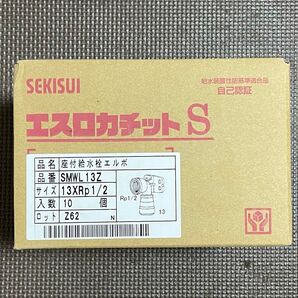 SEKISUI
給水装置性能基準適合品
自己認証
エスロカチットS
品名 座付給水栓エルボ
品番 SMWL13Z
サイズ 13XRp1/2
入数 10 個
ロット Z62 N
Rp1/2
13